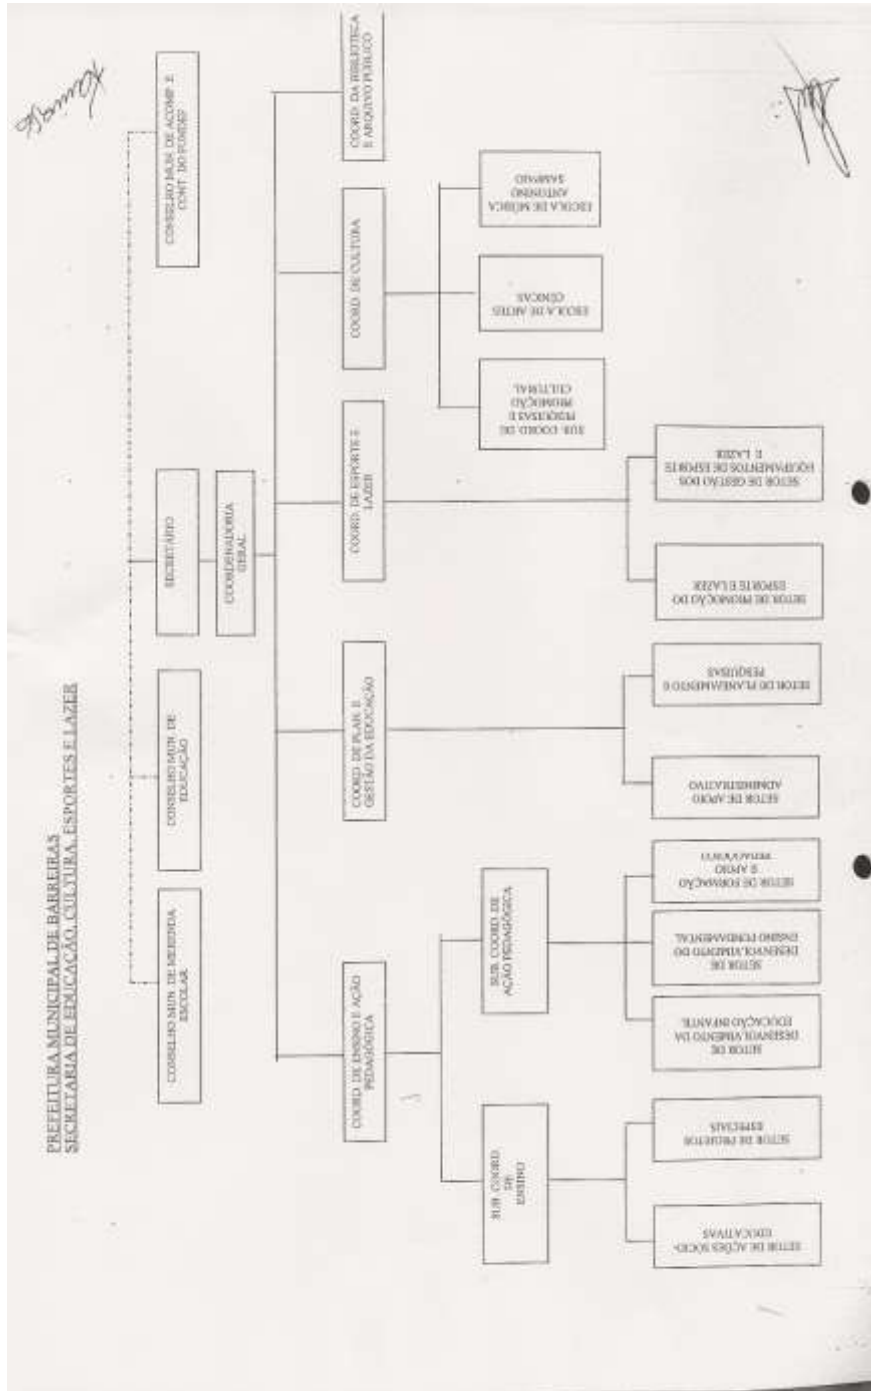 PREFEITURA MUNICIPAL DE BARREIRAS
SECRETARIA DE EDUCAÇÃO, CULTURA, ESPORTES E LAZER
CONSELHO MUN. DE MERENDA
ESCOLAR
CONSELHO MUN. DE
EDUCAÇÃO
SECRETÁRIO
CONSELHO MUN. DE ACOMP. E
CONT. DO FUNDEF
COORDENADORIA
GERAL
COORD. DE ENSINO E AÇÃO
PEDAGÓGICA
COORD. DE PLAN. E
GESTÃO DA EDUCAÇÃO
COORD. DE ESPORTE E
LAZER
COORD. DE CULTURA
COORD. DA BIBLIOTECA
E ARQUIVO PÚBLICO
SUB. COORD.
DE
ENSINO
SUB. COORD. DE
AÇÃO PEDAGÓGICA
SUB. COORD. DE
PESQUISAS E
PROMOÇÃO
CULTURAL
ESCOLA DE ARTES
CÊNICAS
ESCOLA DE MÚSICA
ANTONINO
SAMPAIO
SETOR DE AÇÕES SÓCIO-
EDUCATIVAS
SETOR DE PROJETOS
ESPECIAIS
SETOR DE
DESENVOLVIMENTO DA
EDUCAÇÃO INFANTIL
SETOR DE
DENENVOLVIMENTO DO
ENSINO FUNDAMENTAL
SETOR DE FORMAÇÃO
E APOIO
PEDAGÓGICO
SETOR DE APOIO
ADMINISTRATIVO
SETOR DE PLANEJAMENTO E
PESQUISAS
SETOR DE PROMOÇÃO DO
ESPORTE E LAZER
SETOR DE GESTÃO DOS
EQUIPAMENTOS DE ESPORTE
E LAZER